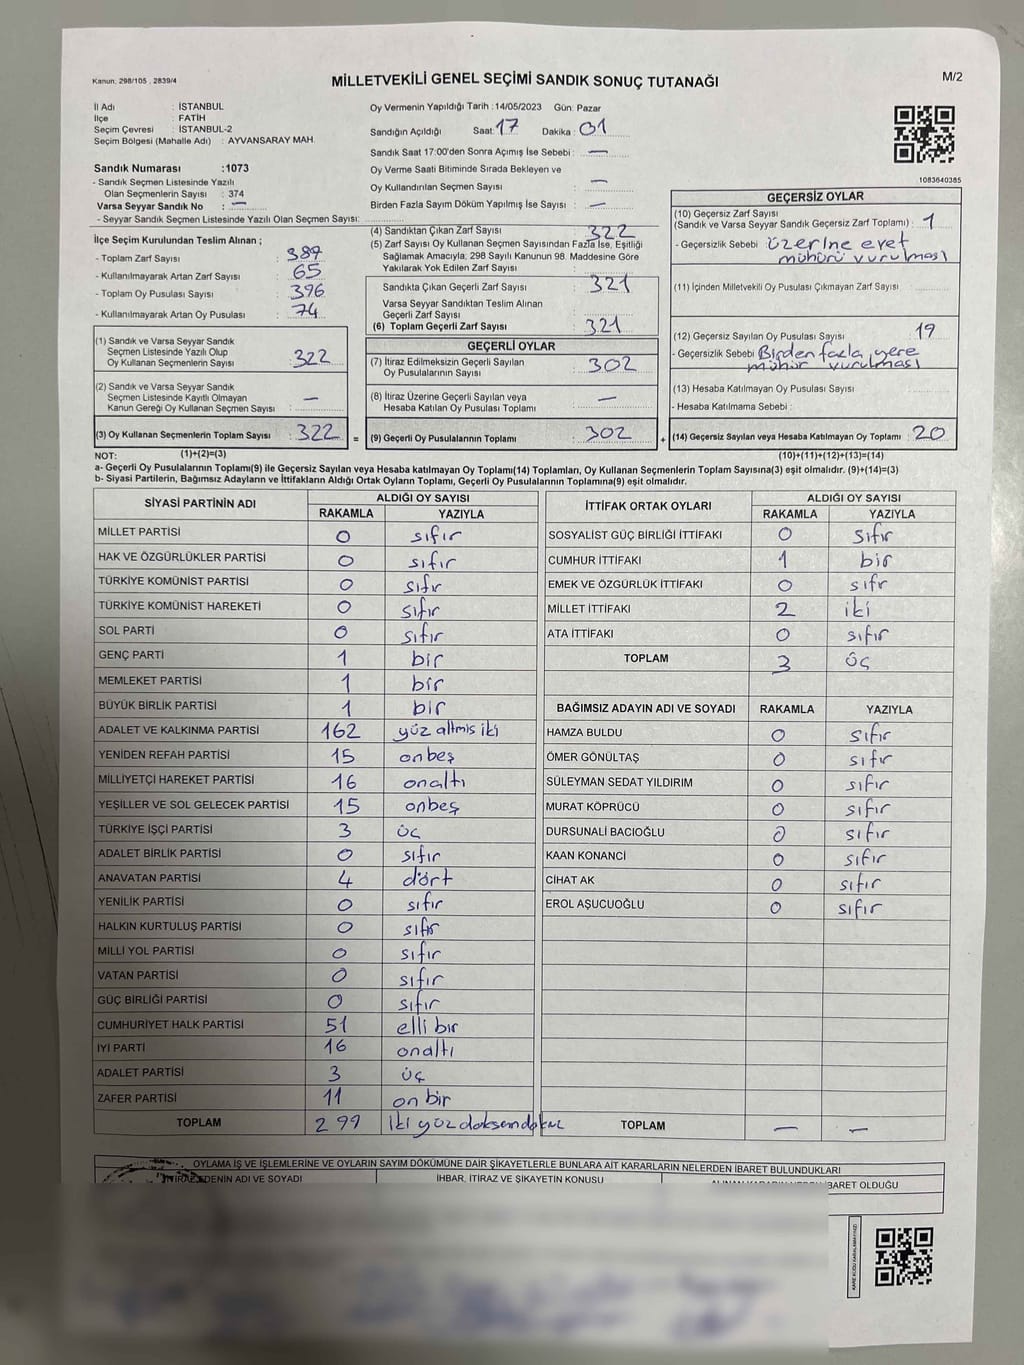 Kanun: 298/105 , 2839/4
MİLLETVEKİLİ GENEL SEÇİMİ SANDIK SONUÇ TUTANAĞI
M/2
İl Adı : İSTANBUL
İlçe : FATİH
Seçim Çevresi : İSTANBUL-2
Seçim Bölgesi (Mahalle Adı) : AYVANSARAY MAH.
Oy Vermenin Yapıldığı Tarih : 14/05/2023 Gün: Pazar
Sandığın Açıldığı Saat: 17 Dakika : 01
Sandık Saat 17:00'den Sonra Açımış İse Sebebi : —
Oy Verme Saati Bitiminde Sırada Bekleyen ve
Oy Kullandırılan Seçmen Sayısı : —
Birden Fazla Sayım Döküm Yapılmış İse Sayısı : —
1083640385
Sandık Numarası :1073
- Sandık Seçmen Listesinde Yazılı
Olan Seçmenlerin Sayısı : 374
Varsa Seyyar Sandık No : —
- Seyyar Sandık Seçmen Listesinde Yazılı Olan Seçmen Sayısı:
İlçe Seçim Kurulundan Teslim Alınan ;
- Toplam Zarf Sayısı : 387
- Kullanılmayarak Artan Zarf Sayısı : 65
- Toplam Oy Pusulası Sayısı : 396
- Kullanılmayarak Artan Oy Pusulası : 74
(4) Sandıktan Çıkan Zarf Sayısı : 322
(5) Zarf Sayısı Oy Kullanan Seçmen Sayısından Fazla İse, Eşitliği
Sağlamak Amacıyla, 298 Sayılı Kanunun 98. Maddesine Göre
Yakılarak Yok Edilen Zarf Sayısı :
Sandıkta Çıkan Geçerli Zarf Sayısı : 321
Varsa Seyyar Sandıktan Teslim Alınan
Geçerli Zarf Sayısı :
(6) Toplam Geçerli Zarf Sayısı : 321
GEÇERSİZ OYLAR
(10) Geçersiz Zarf Sayısı
(Sandık ve Varsa Seyyar Sandık Geçersiz Zarf Toplamı) : 1
- Geçersizlik Sebebi : üzerine evet
mühürü vurulması
(11) İçinden Milletvekili Oy Pusulası Çıkmayan Zarf Sayısı :
(12) Geçersiz Sayılan Oy Pusulası Sayısı : 19
- Geçersizlik Sebebi : Birden fazla yere
mühür vurulması
(13) Hesaba Katılmayan Oy Pusulası Sayısı :
- Hesaba Katılmama Sebebi :
(14) Geçersiz Sayılan veya Hesaba Katılmayan Oy Toplamı : 20
(1) Sandık ve Varsa Seyyar Sandık
Seçmen Listesinde Yazılı Olup
Oy Kullanan Seçmenlerin Sayısı : 322
(2) Sandık ve Varsa Seyyar Sandık
Seçmen Listesinde Kayıtlı Olmayan
Kanun Gereği Oy Kullanan Seçmen Sayısı : —
(3) Oy Kullanan Seçmenlerin Toplam Sayısı : 322 =
GEÇERLİ OYLAR
(7) İtiraz Edilmeksizin Geçerli Sayılan
Oy Pusulalarının Sayısı : 302
(8) İtiraz Üzerine Geçerli Sayılan veya
Hesaba Katılan Oy Pusulası Toplamı : —
(9) Geçerli Oy Pusulalarının Toplamı : 302 +
NOT: (1)+(2)=(3) (10)+(11)+(12)+(13)=(14)
a- Geçerli Oy Pusulalarının Toplamı(9) ile Geçersiz Sayılan veya Hesaba katılmayan Oy Toplamı(14) Toplamları, Oy Kullanan Seçmenlerin Toplam Sayısına(3) eşit olmalıdır. (9)+(14)=(3)
b- Siyasi Partilerin, Bağımsız Adayların ve İttifakların Aldığı Ortak Oyların Toplamı, Geçerli Oy Pusulalarının Toplamına(9) eşit olmalıdır.
SİYASİ PARTİNİN ADI ALDIĞI OY SAYISI
RAKAMLA YAZIYLA
MİLLET PARTİSİ 0 sıfır
HAK VE ÖZGÜRLÜKLER PARTİSİ 0 sıfır
TÜRKİYE KOMÜNİST PARTİSİ 0 sıfır
TÜRKİYE KOMÜNİST HAREKETİ 0 sıfır
SOL PARTİ 0 sıfır
GENÇ PARTİ 1 bir
MEMLEKET PARTİSİ 1 bir
BÜYÜK BİRLİK PARTİSİ 1 bir
ADALET VE KALKINMA PARTİSİ 162 yüz altmis iki
YENİDEN REFAH PARTİSİ 15 onbeş
MİLLİYETÇİ HAREKET PARTİSİ 16 onaltı
YEŞİLLER VE SOL GELECEK PARTİSİ 15 onbeş
TÜRKİYE İŞÇİ PARTİSİ 3 üç
ADALET BİRLİK PARTİSİ 0 sıfır
ANAVATAN PARTİSİ 4 dört
YENİLİK PARTİSİ 0 sıfır
HALKIN KURTULUŞ PARTİSİ 0 sıfır
MİLLİ YOL PARTİSİ 0 sıfır
VATAN PARTİSİ 0 sıfır
GÜÇ BİRLİĞİ PARTİSİ 0 sıfır
CUMHURİYET HALK PARTİSİ 51 elli bir
İYİ PARTİ 16 onaltı
ADALET PARTİSİ 3 üç
ZAFER PARTİSİ 11 on bir
TOPLAM 299 iki yüz doksandokuz
İTTİFAK ORTAK OYLARI ALDIĞI OY SAYISI
RAKAMLA YAZIYLA
SOSYALİST GÜÇ BİRLİĞİ İTTİFAKI 0 sıfır
CUMHUR İTTİFAKI 1 bir
EMEK VE ÖZGÜRLÜK İTTİFAKI 0 sıfr
MİLLET İTTİFAKI 2 iki
ATA İTTİFAKI 0 sıfır
TOPLAM 3 üç
BAĞIMSIZ ADAYIN ADI VE SOYADI RAKAMLA YAZIYLA
HAMZA BULDU 0 sıfır
ÖMER GÖNÜLTAŞ 0 sıfır
SÜLEYMAN SEDAT YILDIRIM 0 sıfır
MURAT KÖPRÜCÜ 0 sıfır
DURSUNALİ BACIOĞLU 0 sıfır
KAAN KONANCİ 0 sıfır
CİHAT AK 0 sıfır
EROL AŞUCUOĞLU 0 sıfır
TOPLAM — —
OYLAMA İŞ VE İŞLEMLERİNE VE OYLARIN SAYIM DÖKÜMÜNE DAİR ŞİKAYETLERLE BUNLARA AİT KARARLARIN NELERDEN İBARET BULUNDUKLARI
ADI VE SOYADI İHBAR, İTİRAZ VE ŞİKAYETİN KONUSU İBARET OLDUĞU